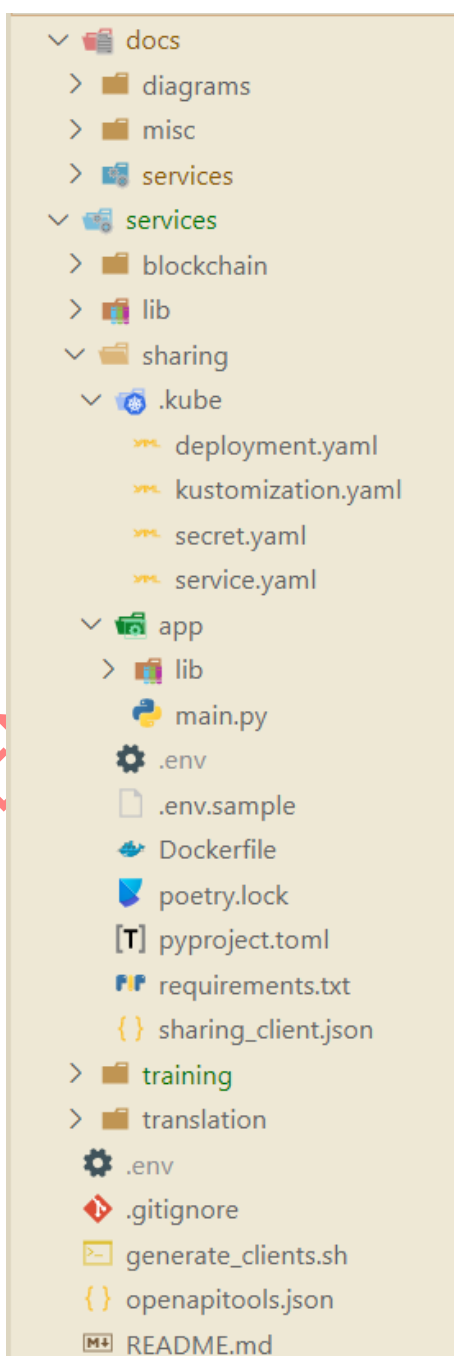 docs
diagrams
misc
services
services
blockchain
lib
sharing
.kube
deployment.yaml
kustomization.yaml
secret.yaml
service.yaml
app
lib
main.py
.env
.env.sample
Dockerfile
poetry.lock
[T] pyproject.toml
requirements.txt
{ } sharing_client.json
training
translation
.env
.gitignore
generate_clients.sh
{ } openapitools.json
M↓ README.md